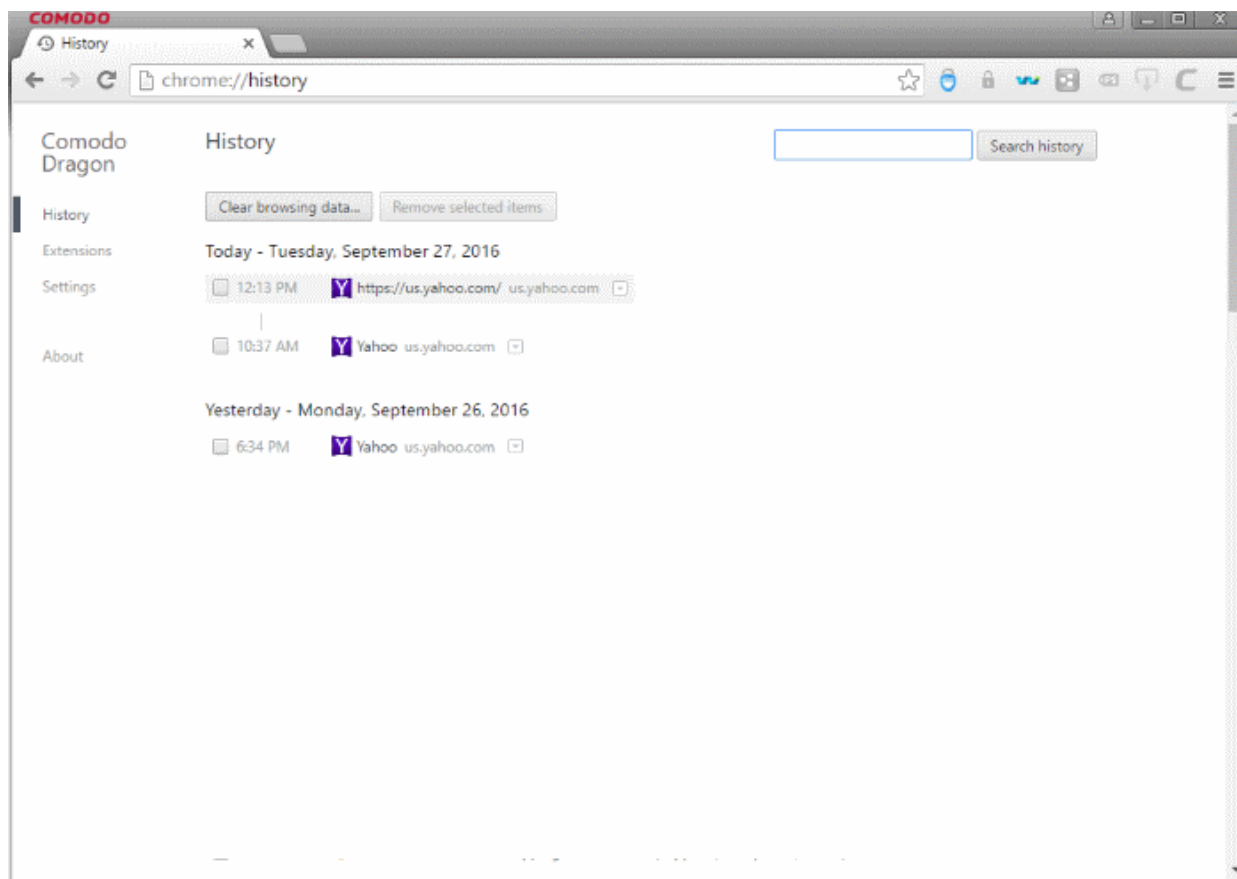 COMODO
History
chrome://history
Comodo
Dragon
History
Extensions
Settings
About
History
Search history
Clear browsing data...
Remove selected items
Today - Tuesday, September 27, 2016
12:13 PM https://us.yahoo.com/ us.yahoo.com
10:37 AM Yahoo us.yahoo.com
Yesterday - Monday, September 26, 2016
6:34 PM Yahoo us.yahoo.com